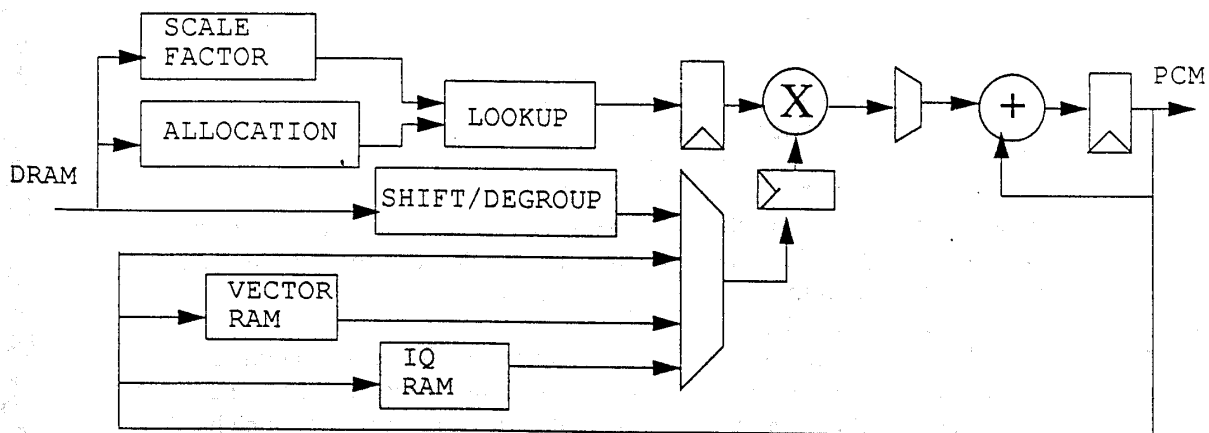 SCALE
FACTOR
PCM
X
+
LOOKUP
ALLOCATION
DRAM
SHIFT/DEGROUP
VECTOR
RAM
IQ
RAM